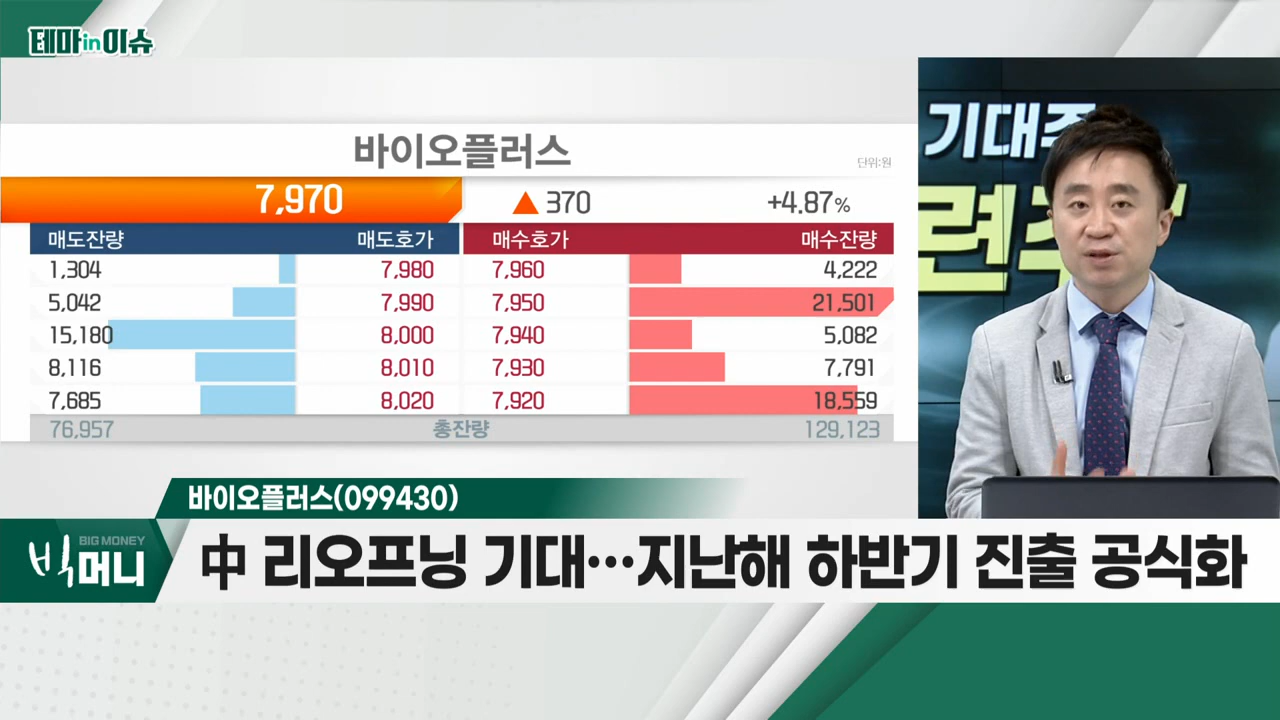 테마in이슈
바이오플러스
단위:원
7,970 ▲ 370 +4.87%
매도잔량 매도호가 매수호가 매수잔량
1,304 7,980 7,960 4,222
5,042 7,990 7,950 21,501
15,180 8,000 7,940 5,082
8,116 8,010 7,930 7,791
7,685 8,020 7,920 18,559
76,957 총잔량 129,123
기대주
련주
바이오플러스(099430)
BIG MONEY
빅머니
中 리오프닝 기대…지난해 하반기 진출 공식화